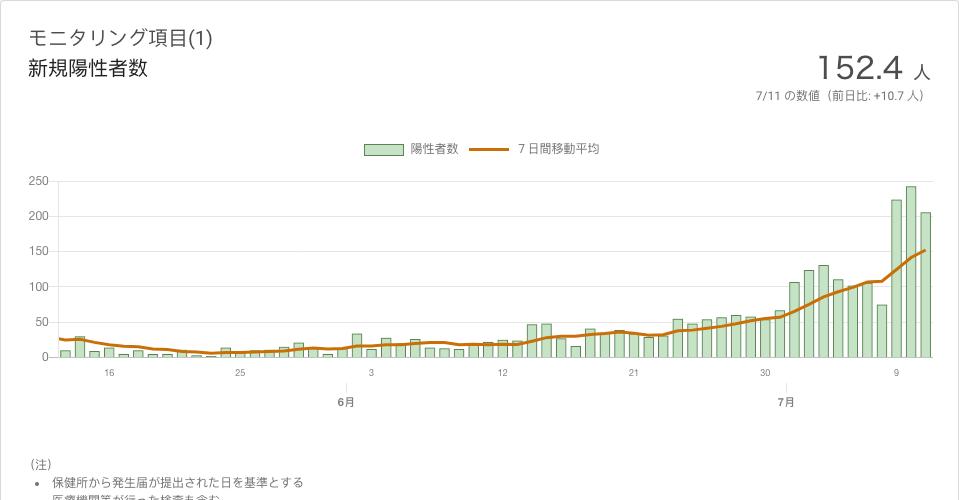 モニタリング項目(1)
新規陽性者数
152.4 人
7/11 の数値（前日比: +10.7 人）
陽性者数 7 日間移動平均
250
200
150
100
50
0
16 25 3 12 21 30 9
6月 7月
（注）
• 保健所から発生届が提出された日を基準とする
医療機関等が行った検査も含む